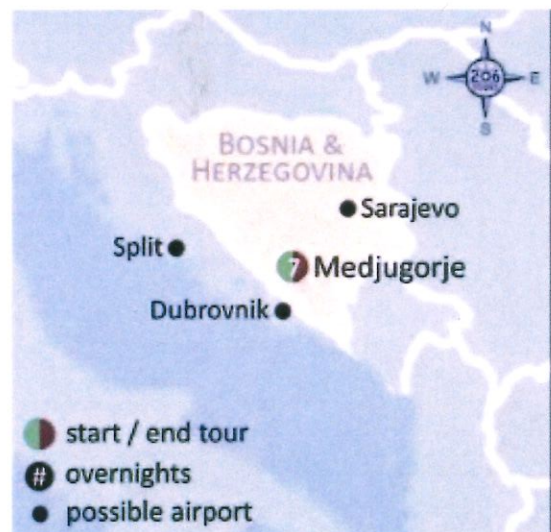 N
W 206 E
S
BOSNIA &
HERZEGOVINA
Sarajevo
Split
7 Medjugorje
Dubrovnik
start / end tour
# overnights
possible airport